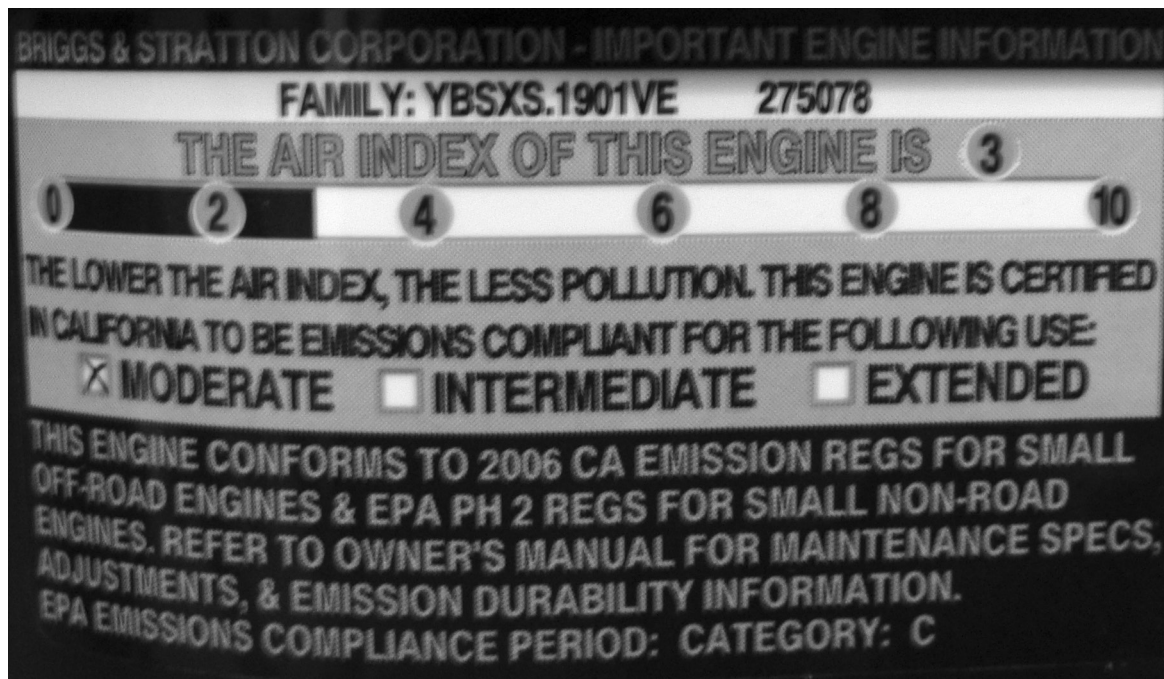 BRIGGS & STRATTON CORPORATION - IMPORTANT ENGINE INFORMATION
FAMILY: YBSXS.1901VE 275078
THE AIR INDEX OF THIS ENGINE IS 3
0 2 4 6 8 10
THE LOWER THE AIR INDEX, THE LESS POLLUTION. THIS ENGINE IS CERTIFIED
IN CALIFORNIA TO BE EMISSIONS COMPLIANT FOR THE FOLLOWING USE:
X MODERATE INTERMEDIATE EXTENDED
THIS ENGINE CONFORMS TO 2006 CA EMISSION REGS FOR SMALL
OFF-ROAD ENGINES & EPA PH 2 REGS FOR SMALL NON-ROAD
ENGINES. REFER TO OWNER'S MANUAL FOR MAINTENANCE SPECS,
ADJUSTMENTS, & EMISSION DURABILITY INFORMATION.
EPA EMISSIONS COMPLIANCE PERIOD: CATEGORY: C